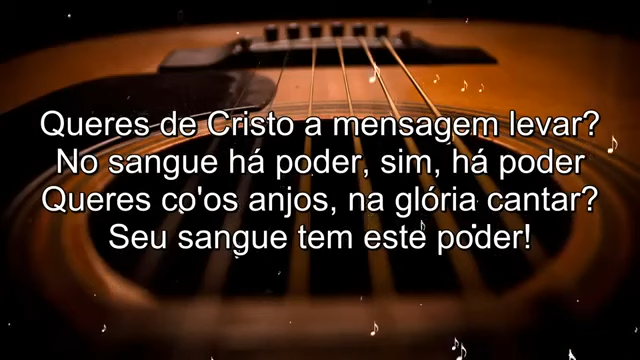 Queres de Cristo a mensagem levar?
No sangue há poder, sim, há poder
Queres co'os anjos, na glória cantar?
Seu sangue tem este poder!